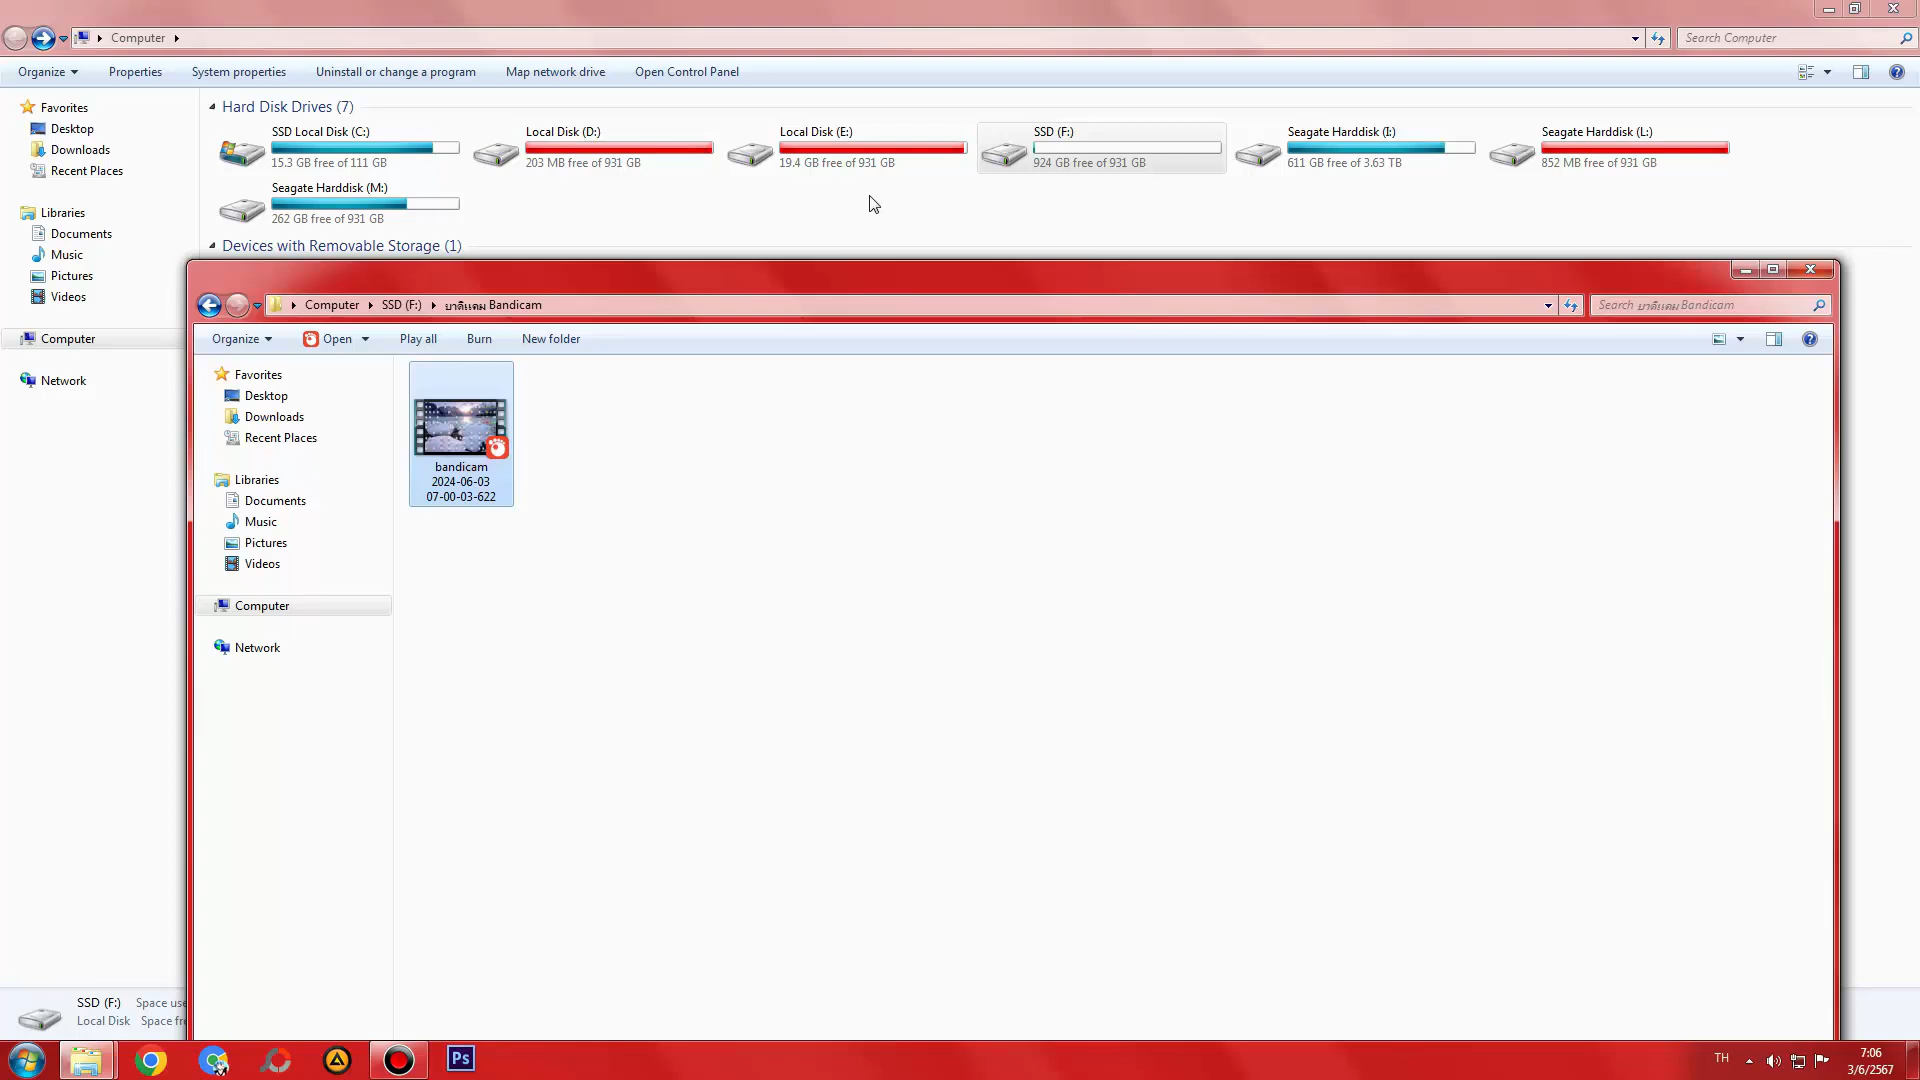 Computer
Search Computer
Organize
Properties
System properties
Uninstall or change a program
Map network drive
Open Control Panel
Favorites
Desktop
Downloads
Recent Places
Libraries
Documents
Music
Pictures
Videos
Computer
Network
Hard Disk Drives (7)
SSD Local Disk (C:)
15.3 GB free of 111 GB
Local Disk (D:)
203 MB free of 931 GB
Local Disk (E:)
19.4 GB free of 931 GB
SSD (F:)
924 GB free of 931 GB
Seagate Harddisk (I:)
611 GB free of 3.63 TB
Seagate Harddisk (L:)
852 MB free of 931 GB
Seagate Harddisk (M:)
262 GB free of 931 GB
Devices with Removable Storage (1)
Computer
SSD (F:)
Bandicam
Search
Bandicam
Organize
Open
Play all
Burn
New folder
Favorites
Desktop
Downloads
Recent Places
Libraries
Documents
Music
Pictures
Videos
Computer
Network
bandicam
2024-06-03
07-00-03-622
SSD (F:)
Space
Local Disk
Space
Ps
TH
7:06
3/6/2567